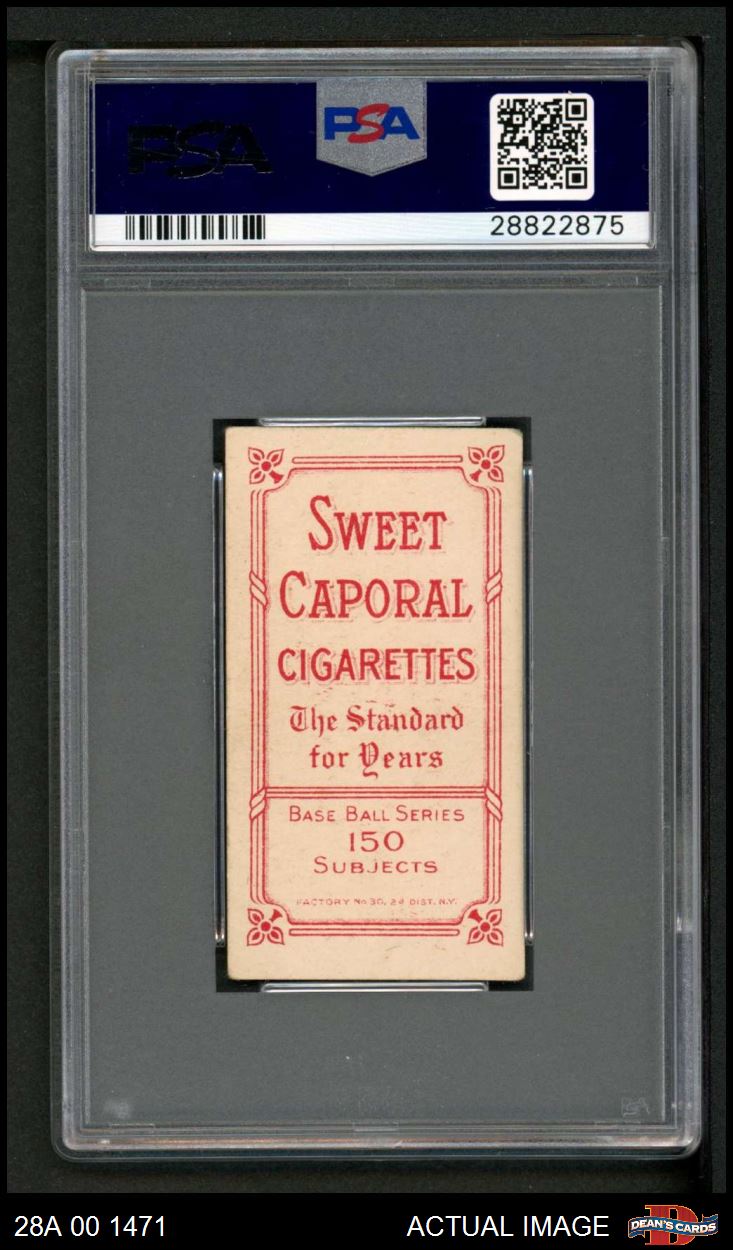 PSA
PSA
28822875
SWEET
CAPORAL
CIGARETTES
The Standard
for Years
BASE BALL SERIES
150
SUBJECTS
FACTORY No 30, 2d DIST. N.Y.
28A 00 1471
ACTUAL IMAGE
DEAN'S CARDS